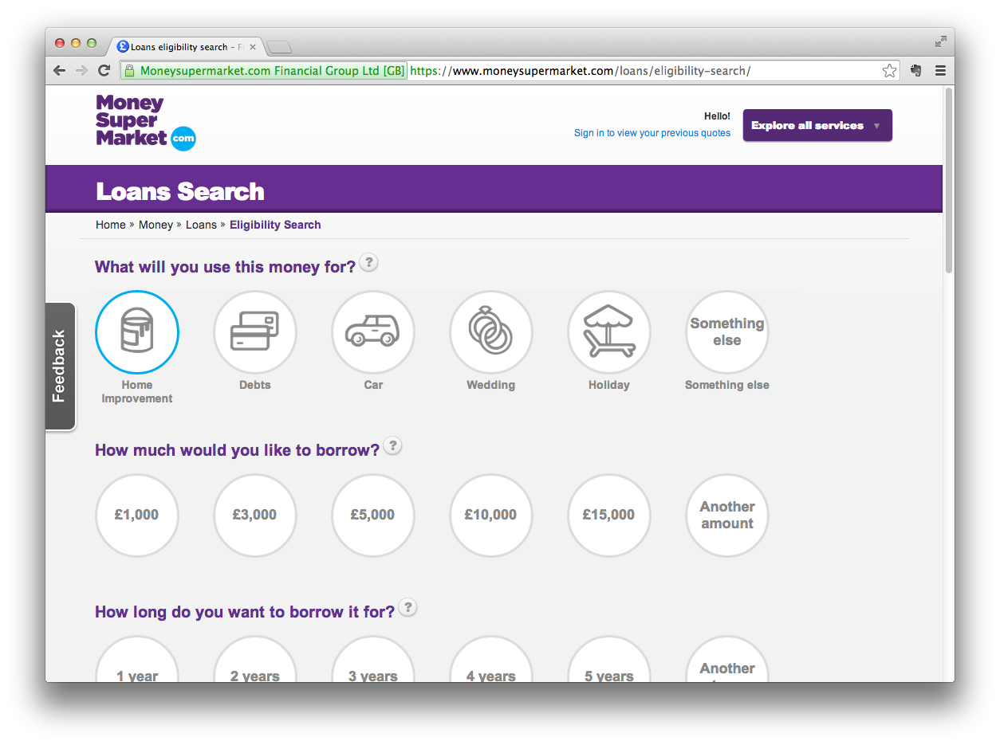 Loans eligibility search – Fi
Moneysupermarket.com Financial Group Ltd [GB] https://www.moneysupermarket.com/loans/eligibility-search/
Money
Super
Market com
Hello!
Sign in to view your previous quotes
Explore all services
Loans Search
Home » Money » Loans » Eligibility Search
What will you use this money for? ?
Something
else
Home
Improvement
Debts
Car
Wedding
Holiday
Something else
Feedback
How much would you like to borrow? ?
£1,000
£3,000
£5,000
£10,000
£15,000
Another
amount
How long do you want to borrow it for? ?
1 year
2 years
3 years
4 years
5 years
Another